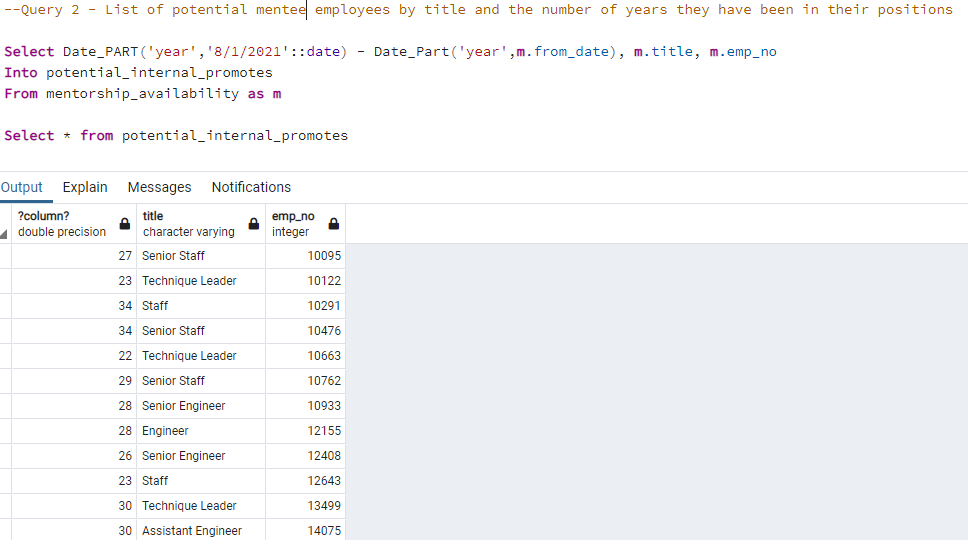 --Query 2 - List of potential mentee employees by title and the number of years they have been in their positions
Select Date_PART('year','8/1/2021'::date) - Date_Part('year',m.from_date), m.title, m.emp_no
Into potential_internal_promotes
From mentorship_availability as m
Select * from potential_internal_promotes
Output Explain Messages Notifications
?column? title emp_no
double precision character varying integer
27 Senior Staff 10095
23 Technique Leader 10122
34 Staff 10291
34 Senior Staff 10476
22 Technique Leader 10663
29 Senior Staff 10762
28 Senior Engineer 10933
28 Engineer 12155
26 Senior Engineer 12408
23 Staff 12643
30 Technique Leader 13499
30 Assistant Engineer 14075